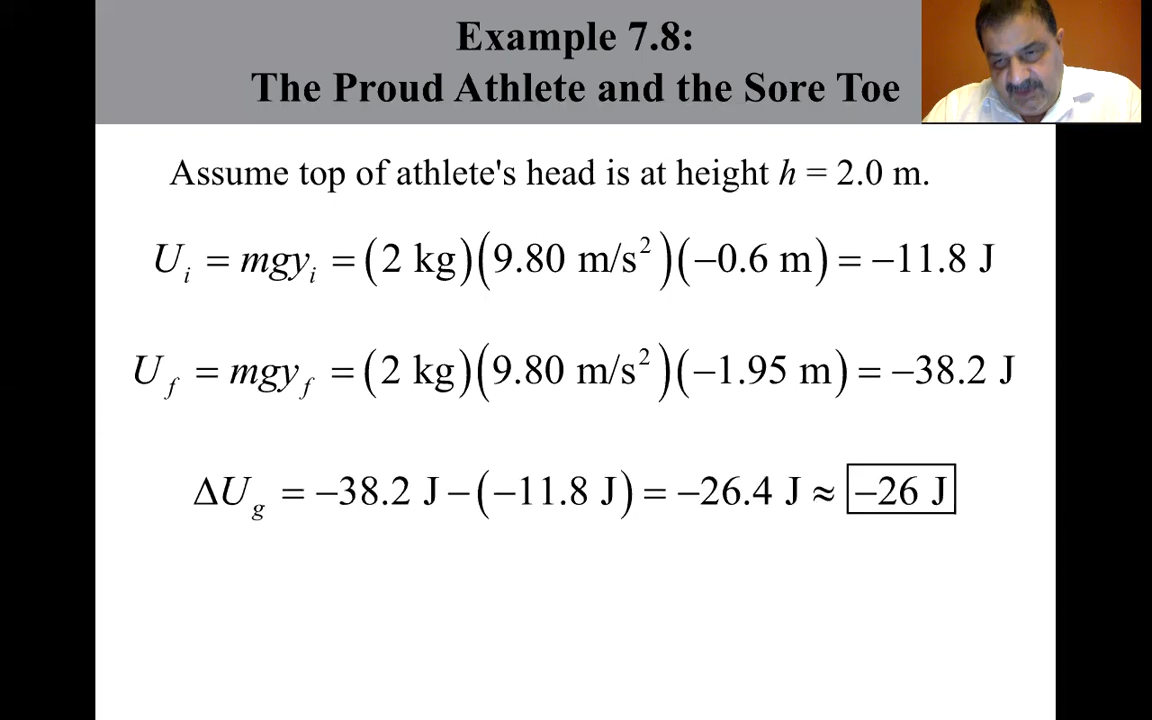 Example 7.8:
The Proud Athlete and the Sore Toe
Assume top of athlete's head is at height h = 2.0 m.
Uᵢ = mgyᵢ = (2 kg)(9.80 m/s²)(−0.6 m) = −11.8 J
U_f = mgy_f = (2 kg)(9.80 m/s²)(−1.95 m) = −38.2 J
ΔU_g = −38.2 J − (−11.8 J) = −26.4 J ≈ −26 J